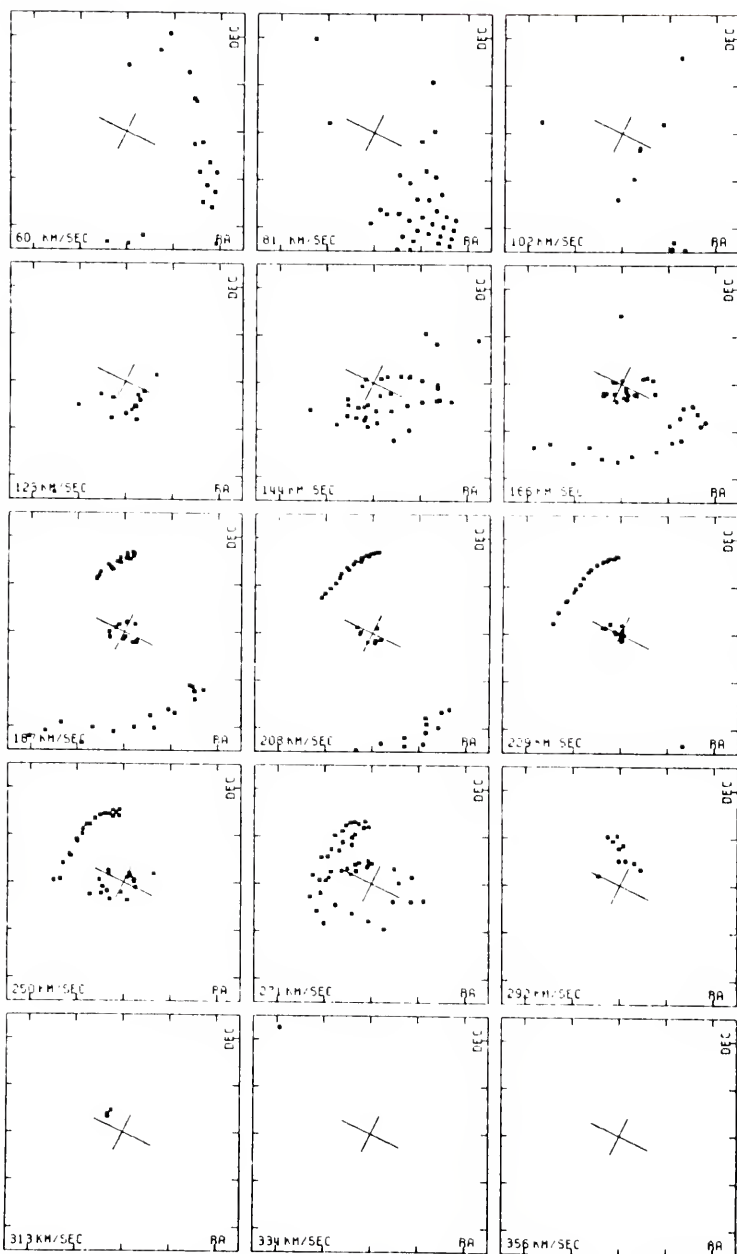 DEC
DEC
DEC
60 KM/SEC RA
81 KM/SEC RA
102 KM/SEC RA
DEC
DEC
DEC
123 KM/SEC RA
144 KM SEC RA
166 KM SEC RA
DEC
DEC
DEC
187 KM/SEC RA
208 KM/SEC RA
229 KM SEC RA
DEC
DEC
DEC
250 KM/SEC RA
271 KM/SEC RA
292 KM/SEC RA
DEC
DEC
DEC
313 KM/SEC RA
334 KM/SEC RA
356 KM/SEC RA